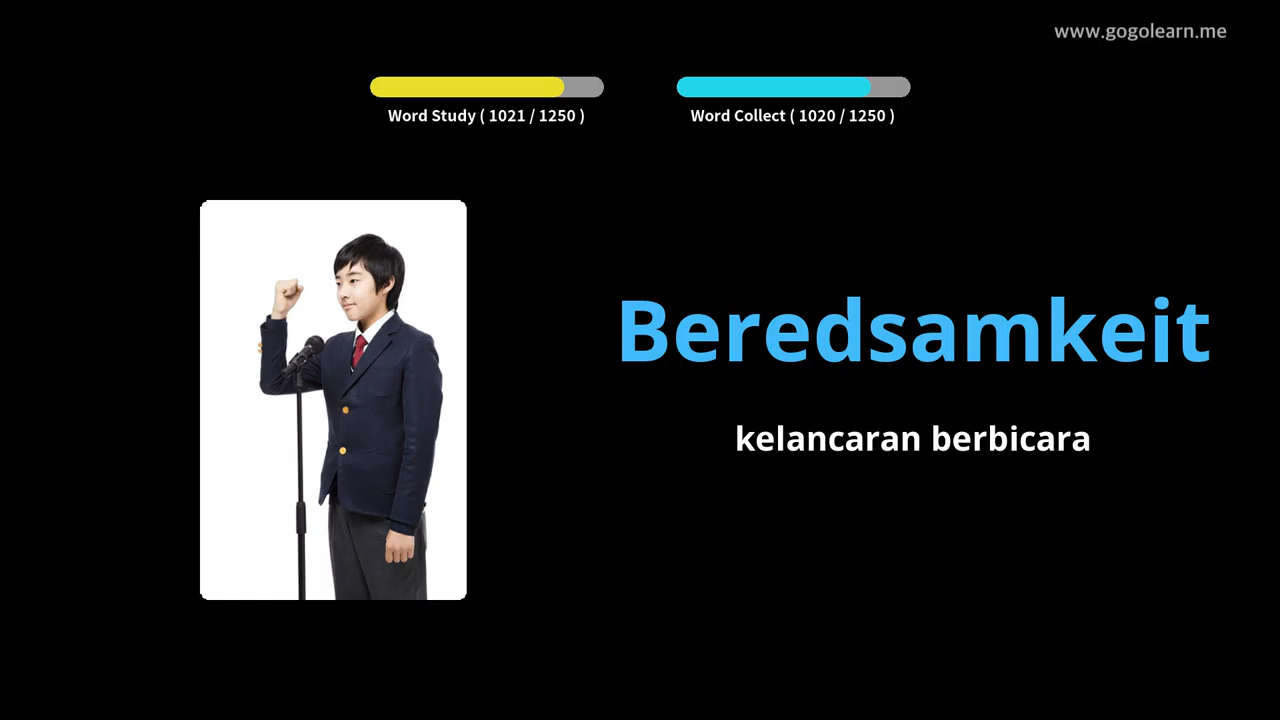 www.gogolearn.me
Word Study ( 1021 / 1250 )
Word Collect ( 1020 / 1250 )
Beredsamkeit
kelancaran berbicara